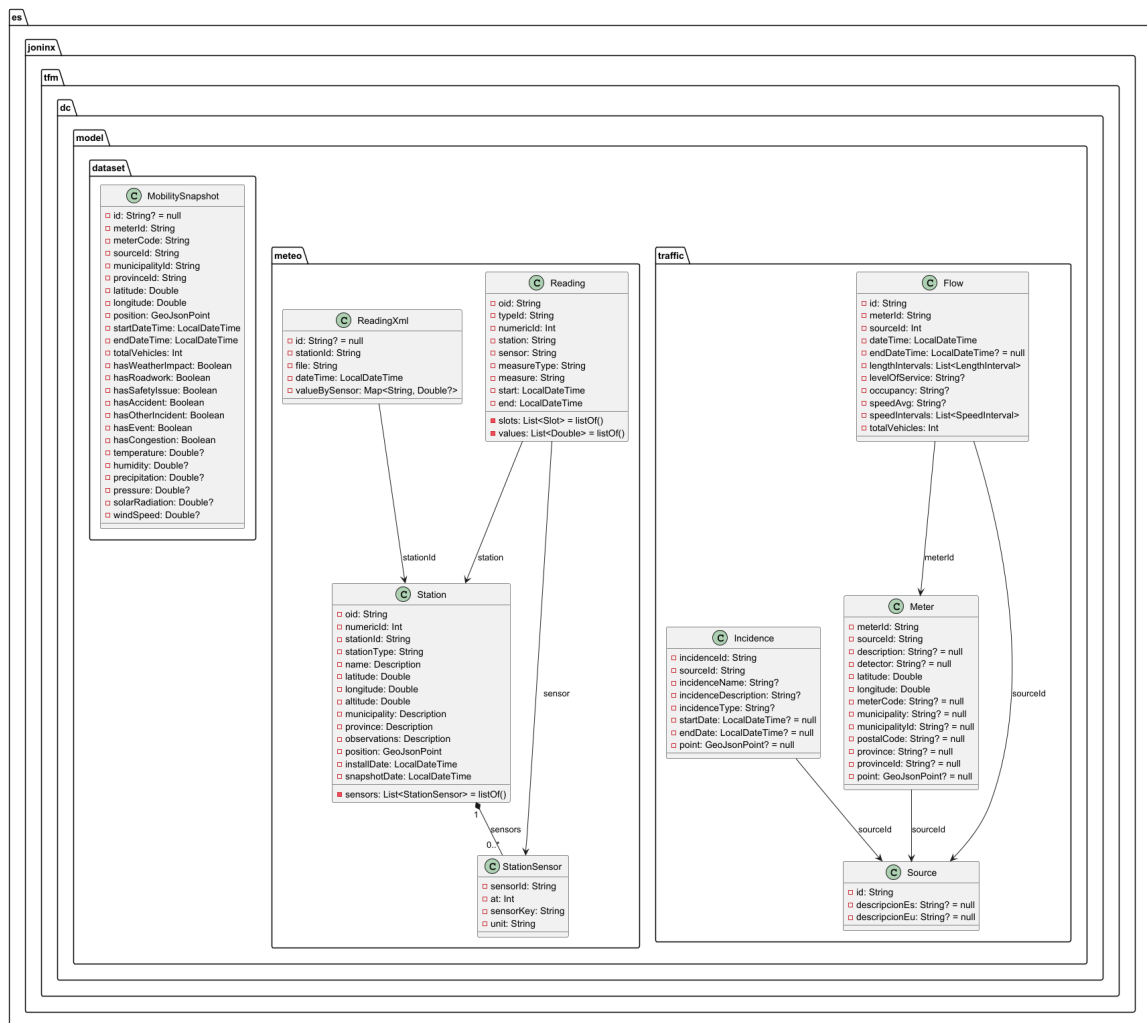 es
joninx
tfm
dc
model
dataset
C MobilitySnapshot
id: String? = null
meterId: String
meterCode: String
sourceId: String
municipalityId: String
provinceId: String
latitude: Double
longitude: Double
position: GeoJsonPoint
startDateTime: LocalDateTime
endDateTime: LocalDateTime
totalVehicles: Int
hasWeatherImpact: Boolean
hasRoadwork: Boolean
hasSafetyIssue: Boolean
hasAccident: Boolean
hasOtherIncident: Boolean
hasEvent: Boolean
hasCongestion: Boolean
temperature: Double?
humidity: Double?
precipitation: Double?
pressure: Double?
solarRadiation: Double?
windSpeed: Double?
meteo
C ReadingXml
id: String? = null
stationId: String
file: String
dateTime: LocalDateTime
valueBySensor: Map<String, Double?>
C Reading
oid: String
typeId: String
numericId: Int
station: String
sensor: String
measureType: String
measure: String
start: LocalDateTime
end: LocalDateTime
slots: List<Slot> = listOf()
values: List<Double> = listOf()
stationId
station
sensor
C Station
oid: String
numericId: Int
stationId: String
stationType: String
name: Description
latitude: Double
longitude: Double
altitude: Double
municipality: Description
province: Description
observations: Description
position: GeoJsonPoint
installDate: LocalDateTime
snapshotDate: LocalDateTime
sensors: List<StationSensor> = listOf()
1
sensors
0..*
C StationSensor
sensorId: String
at: Int
sensorKey: String
unit: String
traffic
C Flow
id: String
meterId: String
sourceId: Int
dateTime: LocalDateTime
endDateTime: LocalDateTime? = null
lengthIntervals: List<LengthInterval>
levelOfService: String?
occupancy: String?
speedAvg: String?
speedIntervals: List<SpeedInterval>
totalVehicles: Int
meterId
sourceId
C Incidence
incidenceId: String
sourceId: String
incidenceName: String?
incidenceDescription: String?
incidenceType: String?
startDate: LocalDateTime? = null
endDate: LocalDateTime? = null
point: GeoJsonPoint? = null
C Meter
meterId: String
sourceId: String
description: String? = null
detector: String? = null
latitude: Double
longitude: Double
meterCode: String? = null
municipality: String? = null
municipalityId: String? = null
postalCode: String? = null
province: String? = null
provinceId: String? = null
point: GeoJsonPoint? = null
sourceId
sourceId
C Source
id: String
descripcionEs: String? = null
descripcionEu: String? = null